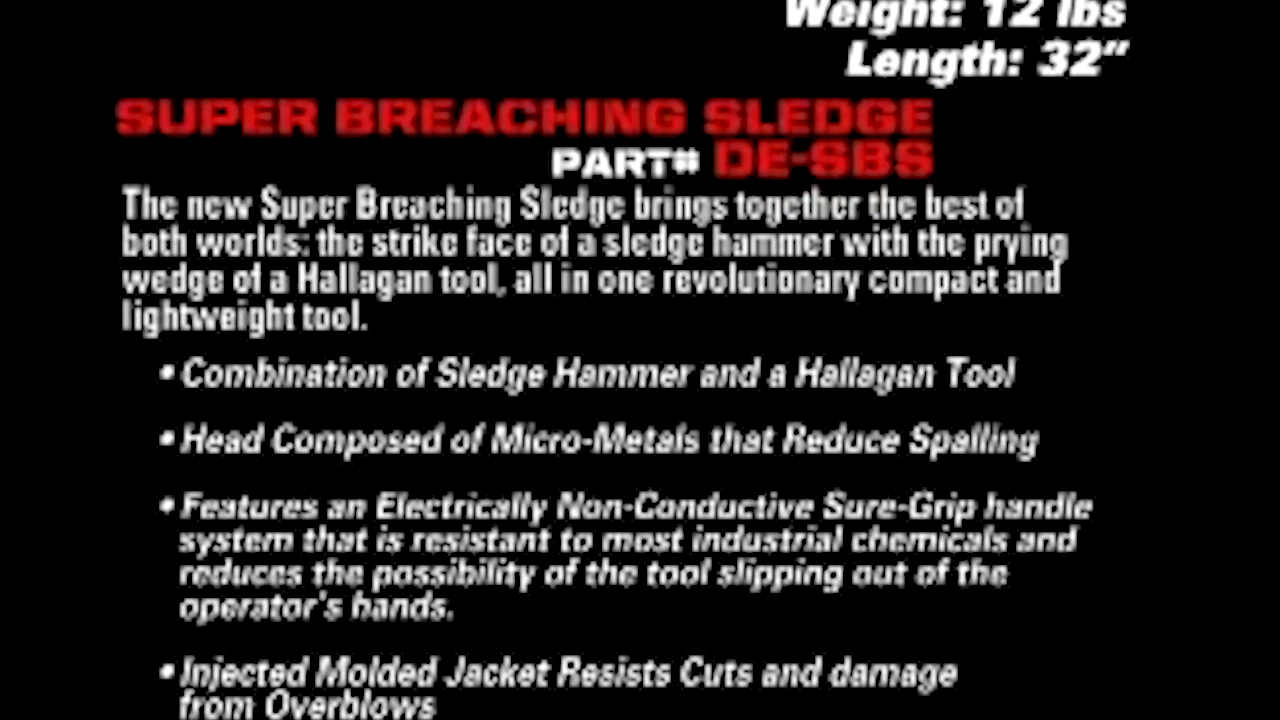 Weight: 12 lbs
Length: 32”
SUPER BREACHING SLEDGE
PART# DE-SBS
The new Super Breaching Sledge brings together the best of
both worlds: the strike face of a sledge hammer with the prying
wedge of a Hallagan tool, all in one revolutionary compact and
lightweight tool.
• Combination of Sledge Hammer and a Hallagan Tool
• Head Composed of Micro-Metals that Reduce Spalling
• Features an Electrically Non-Conductive Sure-Grip handle
system that is resistant to most industrial chemicals and
reduces the possibility of the tool slipping out of the
operator's hands.
• Injected Molded Jacket Resists Cuts and damage
from Overblows